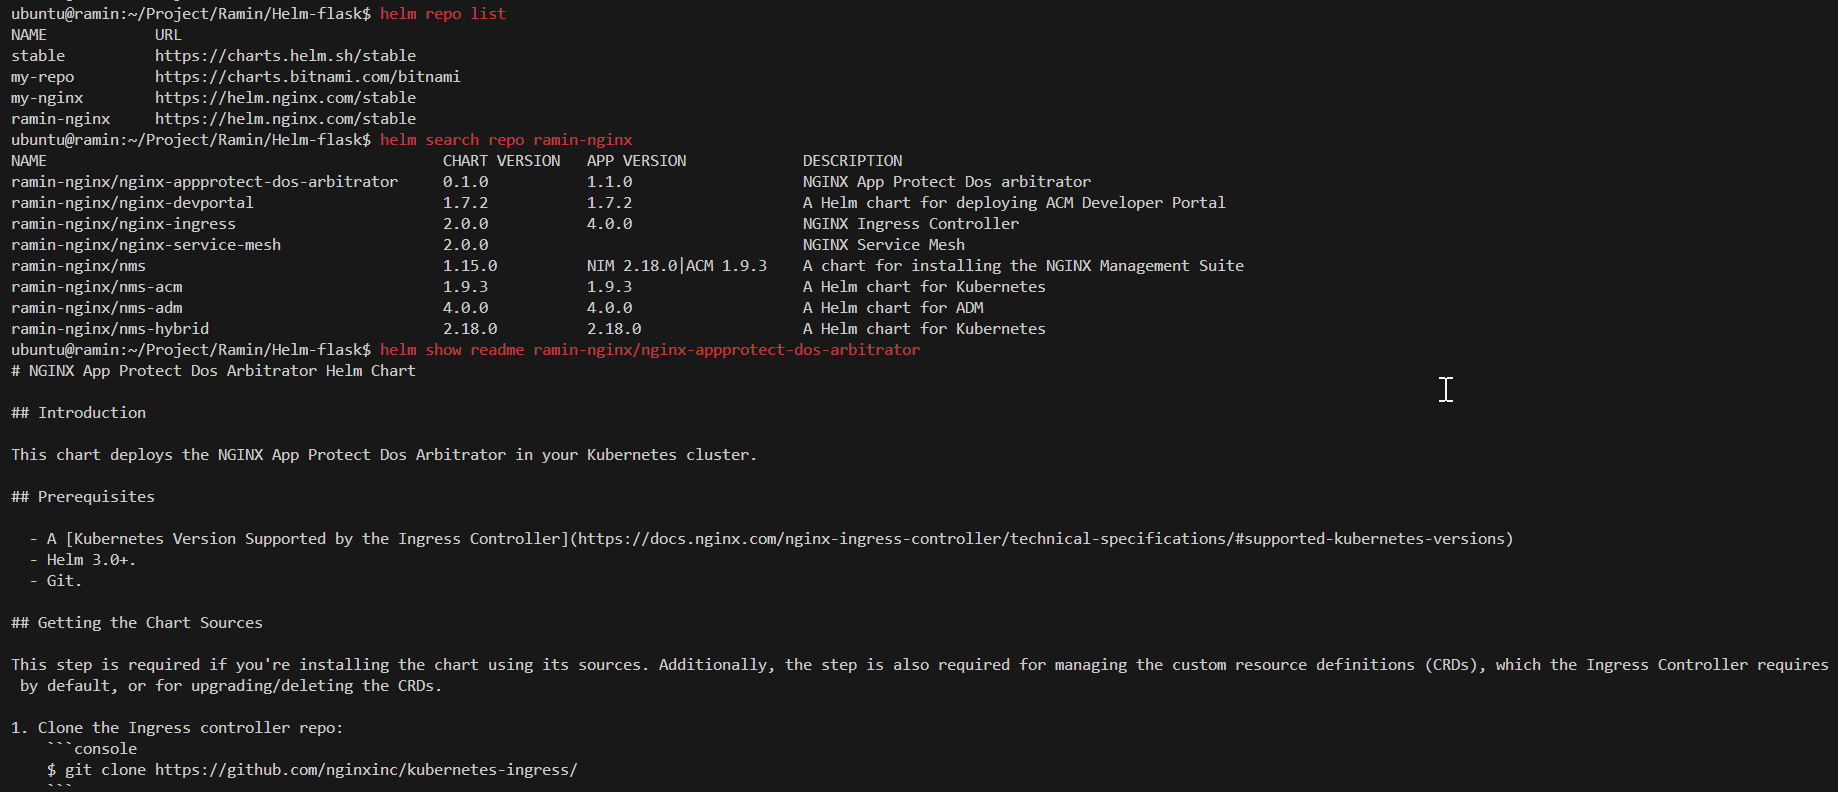 ubuntu@ramin:~/Project/Ramin/Helm-flask$ helm repo list
NAME            URL
stable          https://charts.helm.sh/stable
my-repo         https://charts.bitnami.com/bitnami
my-nginx        https://helm.nginx.com/stable
ramin-nginx     https://helm.nginx.com/stable
ubuntu@ramin:~/Project/Ramin/Helm-flask$ helm search repo ramin-nginx
NAME                                            CHART VERSION   APP VERSION             DESCRIPTION
ramin-nginx/nginx-appprotect-dos-arbitrator     0.1.0           1.1.0                   NGINX App Protect Dos arbitrator
ramin-nginx/nginx-devportal                     1.7.2           1.7.2                   A Helm chart for deploying ACM Developer Portal
ramin-nginx/nginx-ingress                       2.0.0           4.0.0                   NGINX Ingress Controller
ramin-nginx/nginx-service-mesh                  2.0.0                                   NGINX Service Mesh
ramin-nginx/nms                                 1.15.0          NIM 2.18.0|ACM 1.9.3    A chart for installing the NGINX Management Suite
ramin-nginx/nms-acm                             1.9.3           1.9.3                   A Helm chart for Kubernetes
ramin-nginx/nms-adm                             4.0.0           4.0.0                   A Helm chart for ADM
ramin-nginx/nms-hybrid                          2.18.0          2.18.0                  A Helm chart for Kubernetes
ubuntu@ramin:~/Project/Ramin/Helm-flask$ helm show readme ramin-nginx/nginx-appprotect-dos-arbitrator
# NGINX App Protect Dos Arbitrator Helm Chart
## Introduction
This chart deploys the NGINX App Protect Dos Arbitrator in your Kubernetes cluster.
## Prerequisites
  - A [Kubernetes Version Supported by the Ingress Controller](https://docs.nginx.com/nginx-ingress-controller/technical-specifications/#supported-kubernetes-versions)
  - Helm 3.0+.
  - Git.
## Getting the Chart Sources
This step is required if you're installing the chart using its sources. Additionally, the step is also required for managing the custom resource definitions (CRDs), which the Ingress Controller requires
 by default, or for upgrading/deleting the CRDs.
1. Clone the Ingress controller repo:
    ```console
    $ git clone https://github.com/nginxinc/kubernetes-ingress/
    ```